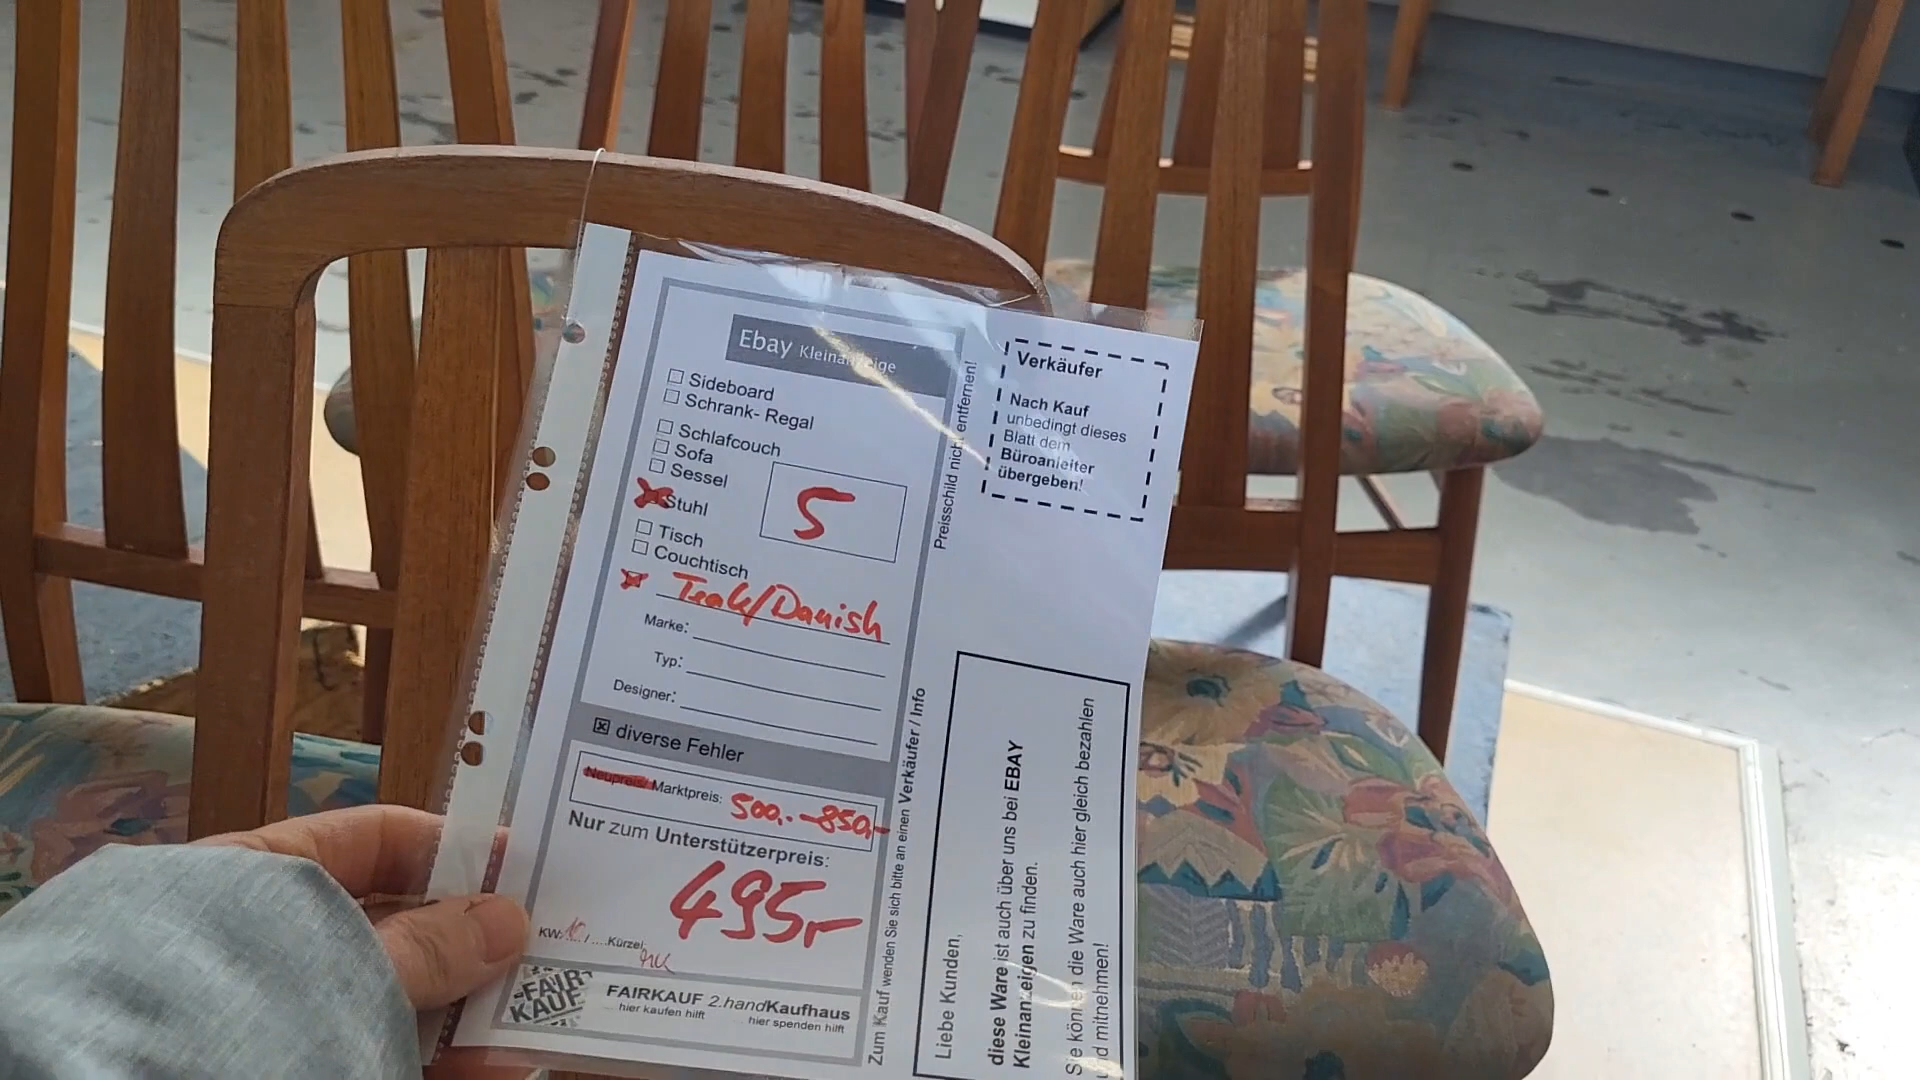 Ebay Kleinanzeige
Sideboard
Schrank- Regal
Schlafcouch
Sofa
Sessel
Stuhl
5
Tisch
Couchtisch
Teak/Danish
Marke:
Typ:
Designer:
diverse Fehler
Neupreis/ Marktpreis: 500,- -850,-
Nur zum Unterstützerpreis:
495,-
KW: 10 / ....Kürzel:
FAIR
KAUF
FAIRKAUF 2.handKaufhaus
hier kaufen hilft hier spenden hilft
Preisschild nicht entfernen!
Zum Kauf wenden Sie sich bitte an einen Verkäufer / Info
Verkäufer
Nach Kauf
unbedingt dieses
Blatt dem
Büroanleiter
übergeben!
Liebe Kunden,
diese Ware ist auch über uns bei EBAY
Kleinanzeigen zu finden.
Sie können die Ware auch hier gleich bezahlen
und mitnehmen!